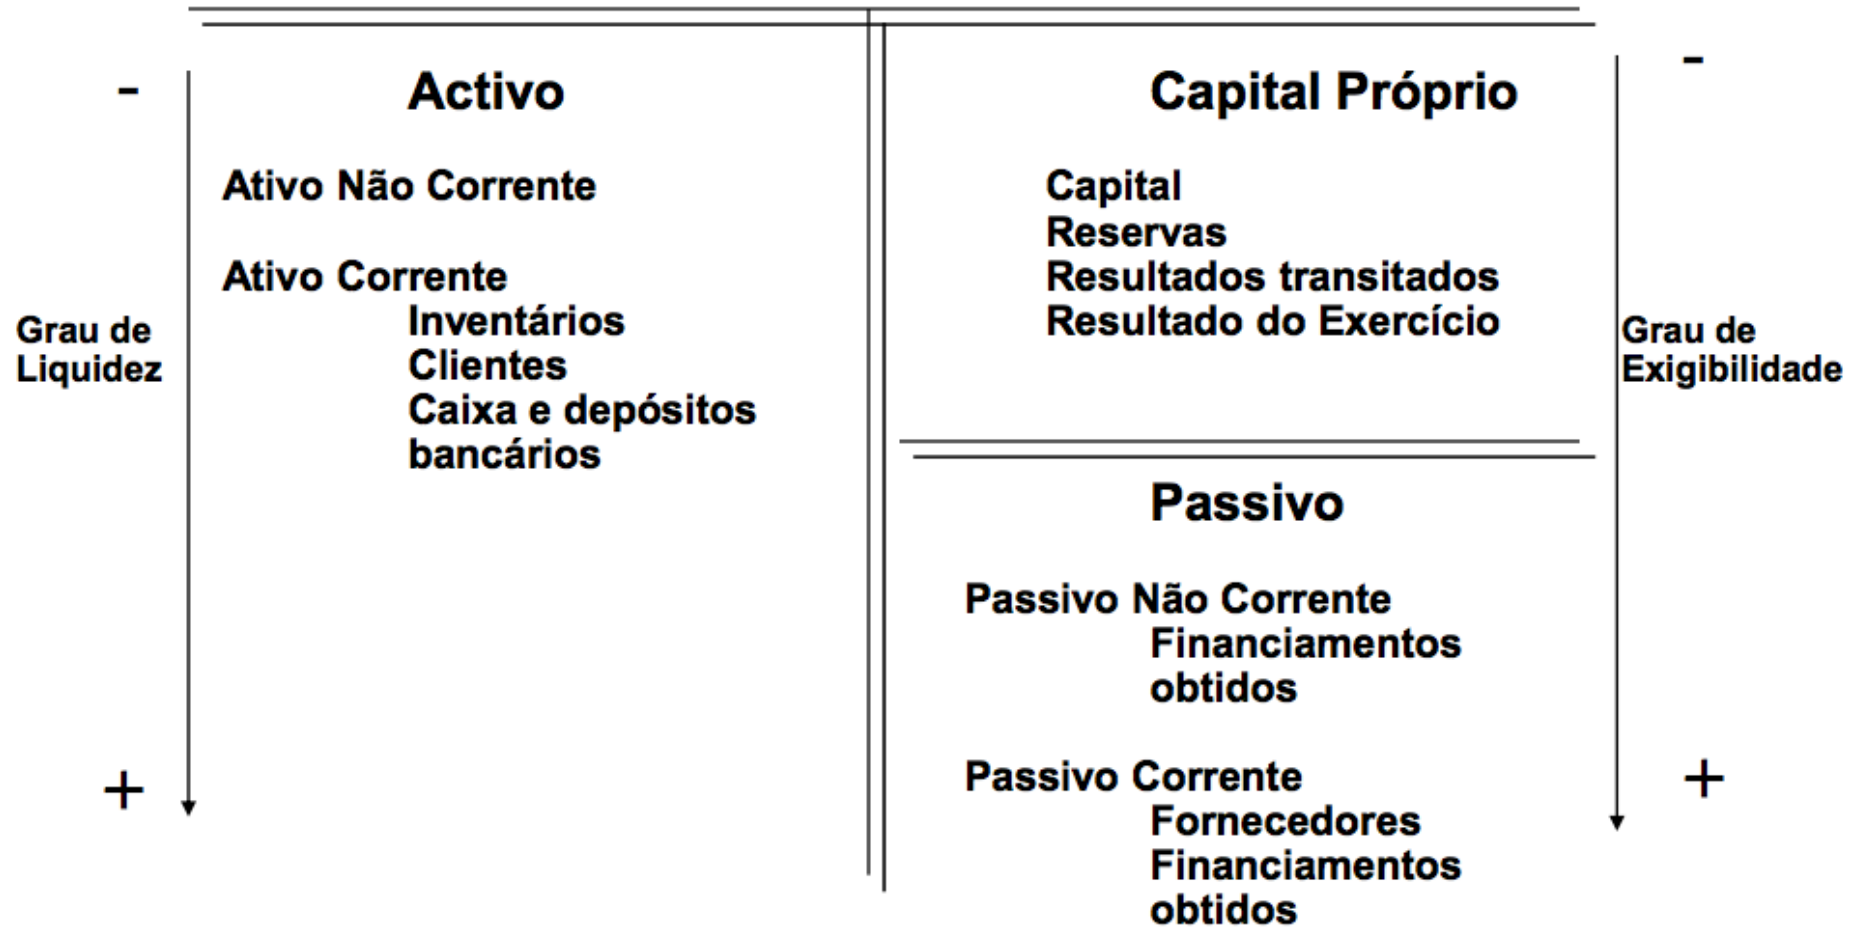 -
Activo
Ativo Não Corrente
Ativo Corrente
Inventários
Clientes
Caixa e depósitos
bancários
Grau de
Liquidez
+
Capital Próprio
-
Capital
Reservas
Resultados transitados
Resultado do Exercício
Grau de
Exigibilidade
Passivo
Passivo Não Corrente
Financiamentos
obtidos
Passivo Corrente
Fornecedores
Financiamentos
obtidos
+